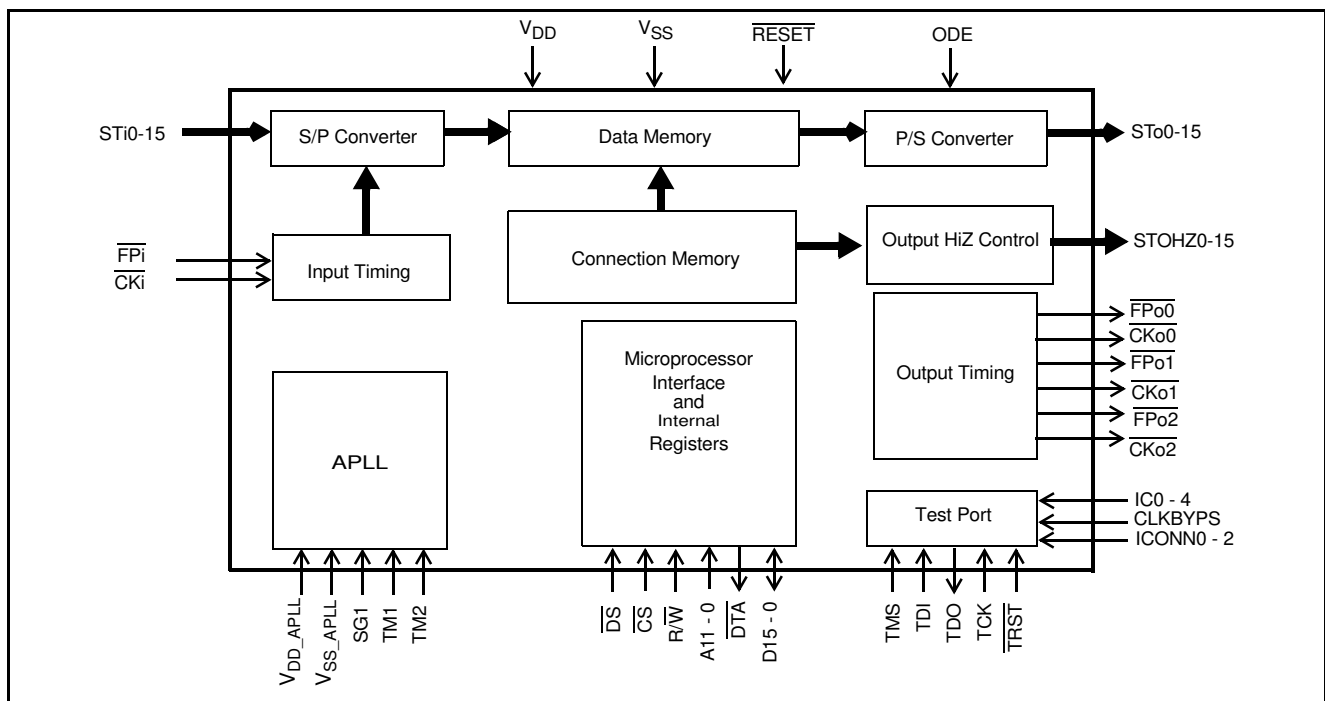 VDD
VSS
RESET
ODE
STi0-15
S/P Converter
Data Memory
P/S Converter
STo0-15
FPi
CKi
Input Timing
Connection Memory
Output HiZ Control
STOHZ0-15
Microprocessor
Interface
and
Internal
Registers
Output Timing
FPo0
CKo0
FPo1
CKo1
FPo2
CKo2
APLL
Test Port
IC0 - 4
CLKBYPS
ICONN0 - 2
VDD_APLL
VSS_APLL
SG1
TM1
TM2
DS
CS
R/W
A11 - 0
DTA
D15 - 0
TMS
TDI
TDO
TCK
TRST